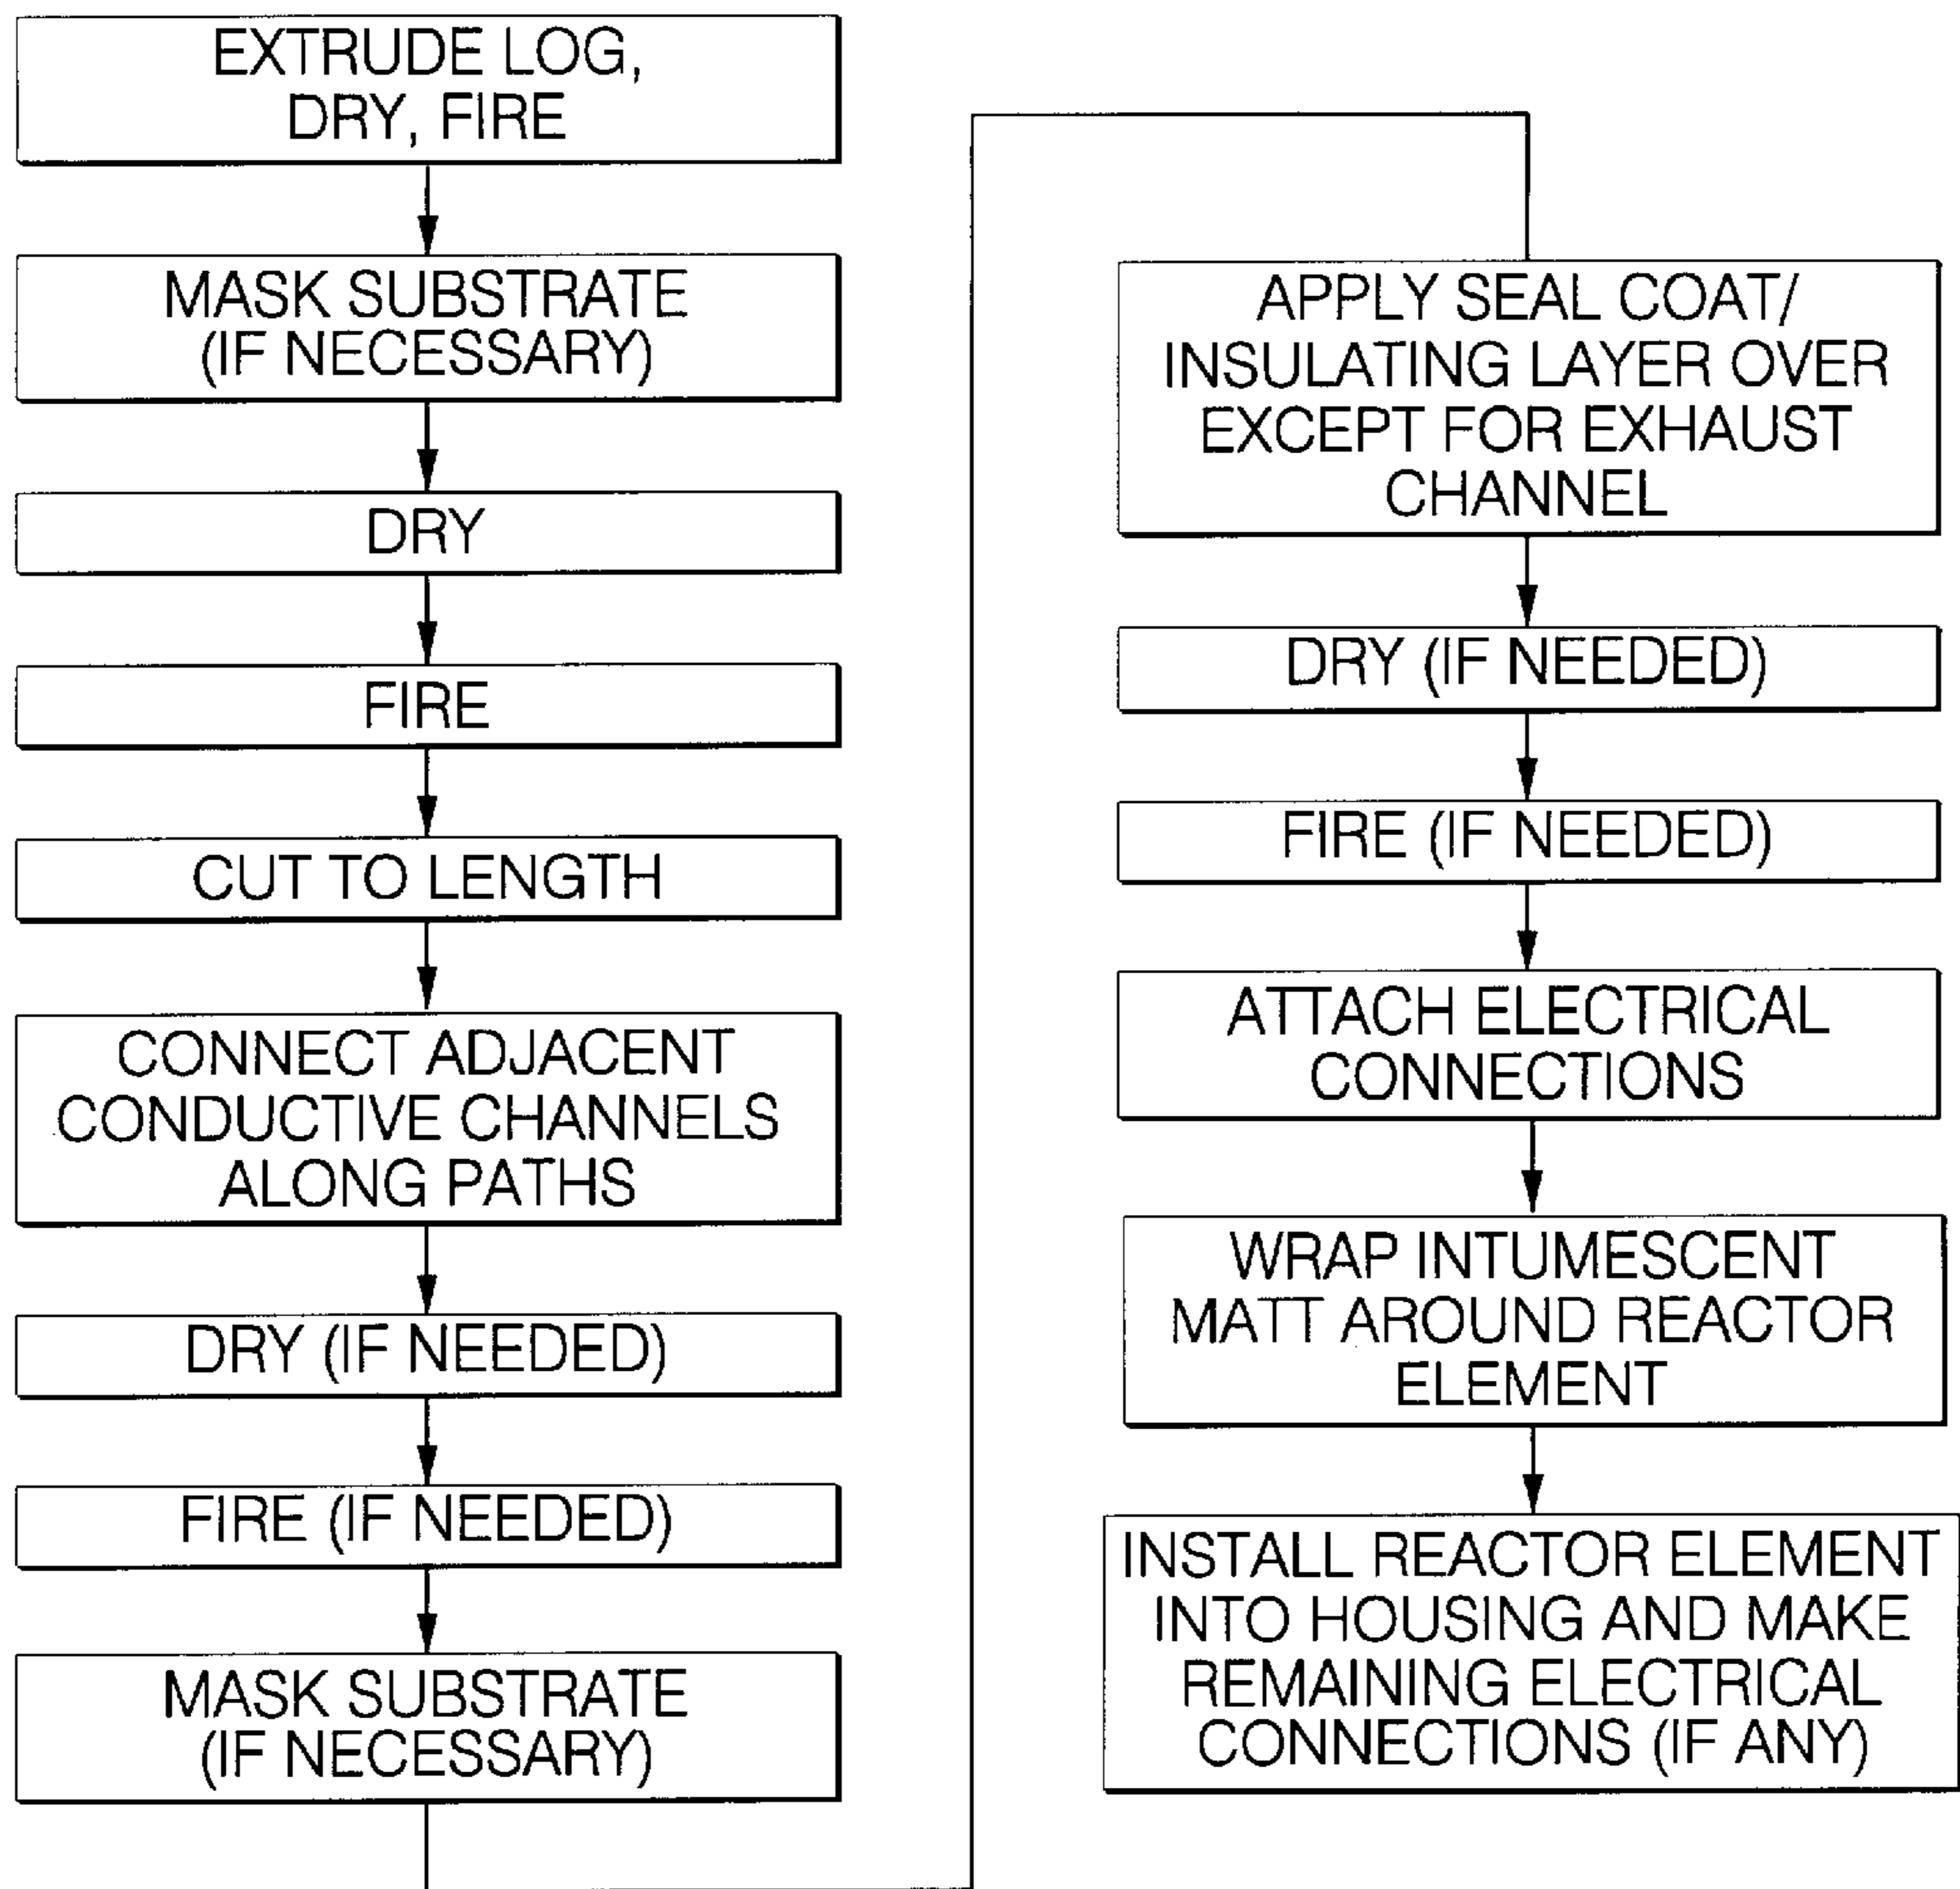 EXTRUDE LOG,
DRY, FIRE
MASK SUBSTRATE
(IF NECESSARY)
DRY
FIRE
CUT TO LENGTH
CONNECT ADJACENT
CONDUCTIVE CHANNELS
ALONG PATHS
DRY (IF NEEDED)
FIRE (IF NEEDED)
MASK SUBSTRATE
(IF NECESSARY)
APPLY SEAL COAT/
INSULATING LAYER OVER
EXCEPT FOR EXHAUST
CHANNEL
DRY (IF NEEDED)
FIRE (IF NEEDED)
ATTACH ELECTRICAL
CONNECTIONS
WRAP INTUMESCENT
MATT AROUND REACTOR
ELEMENT
INSTALL REACTOR ELEMENT
INTO HOUSING AND MAKE
REMAINING ELECTRICAL
CONNECTIONS (IF ANY)